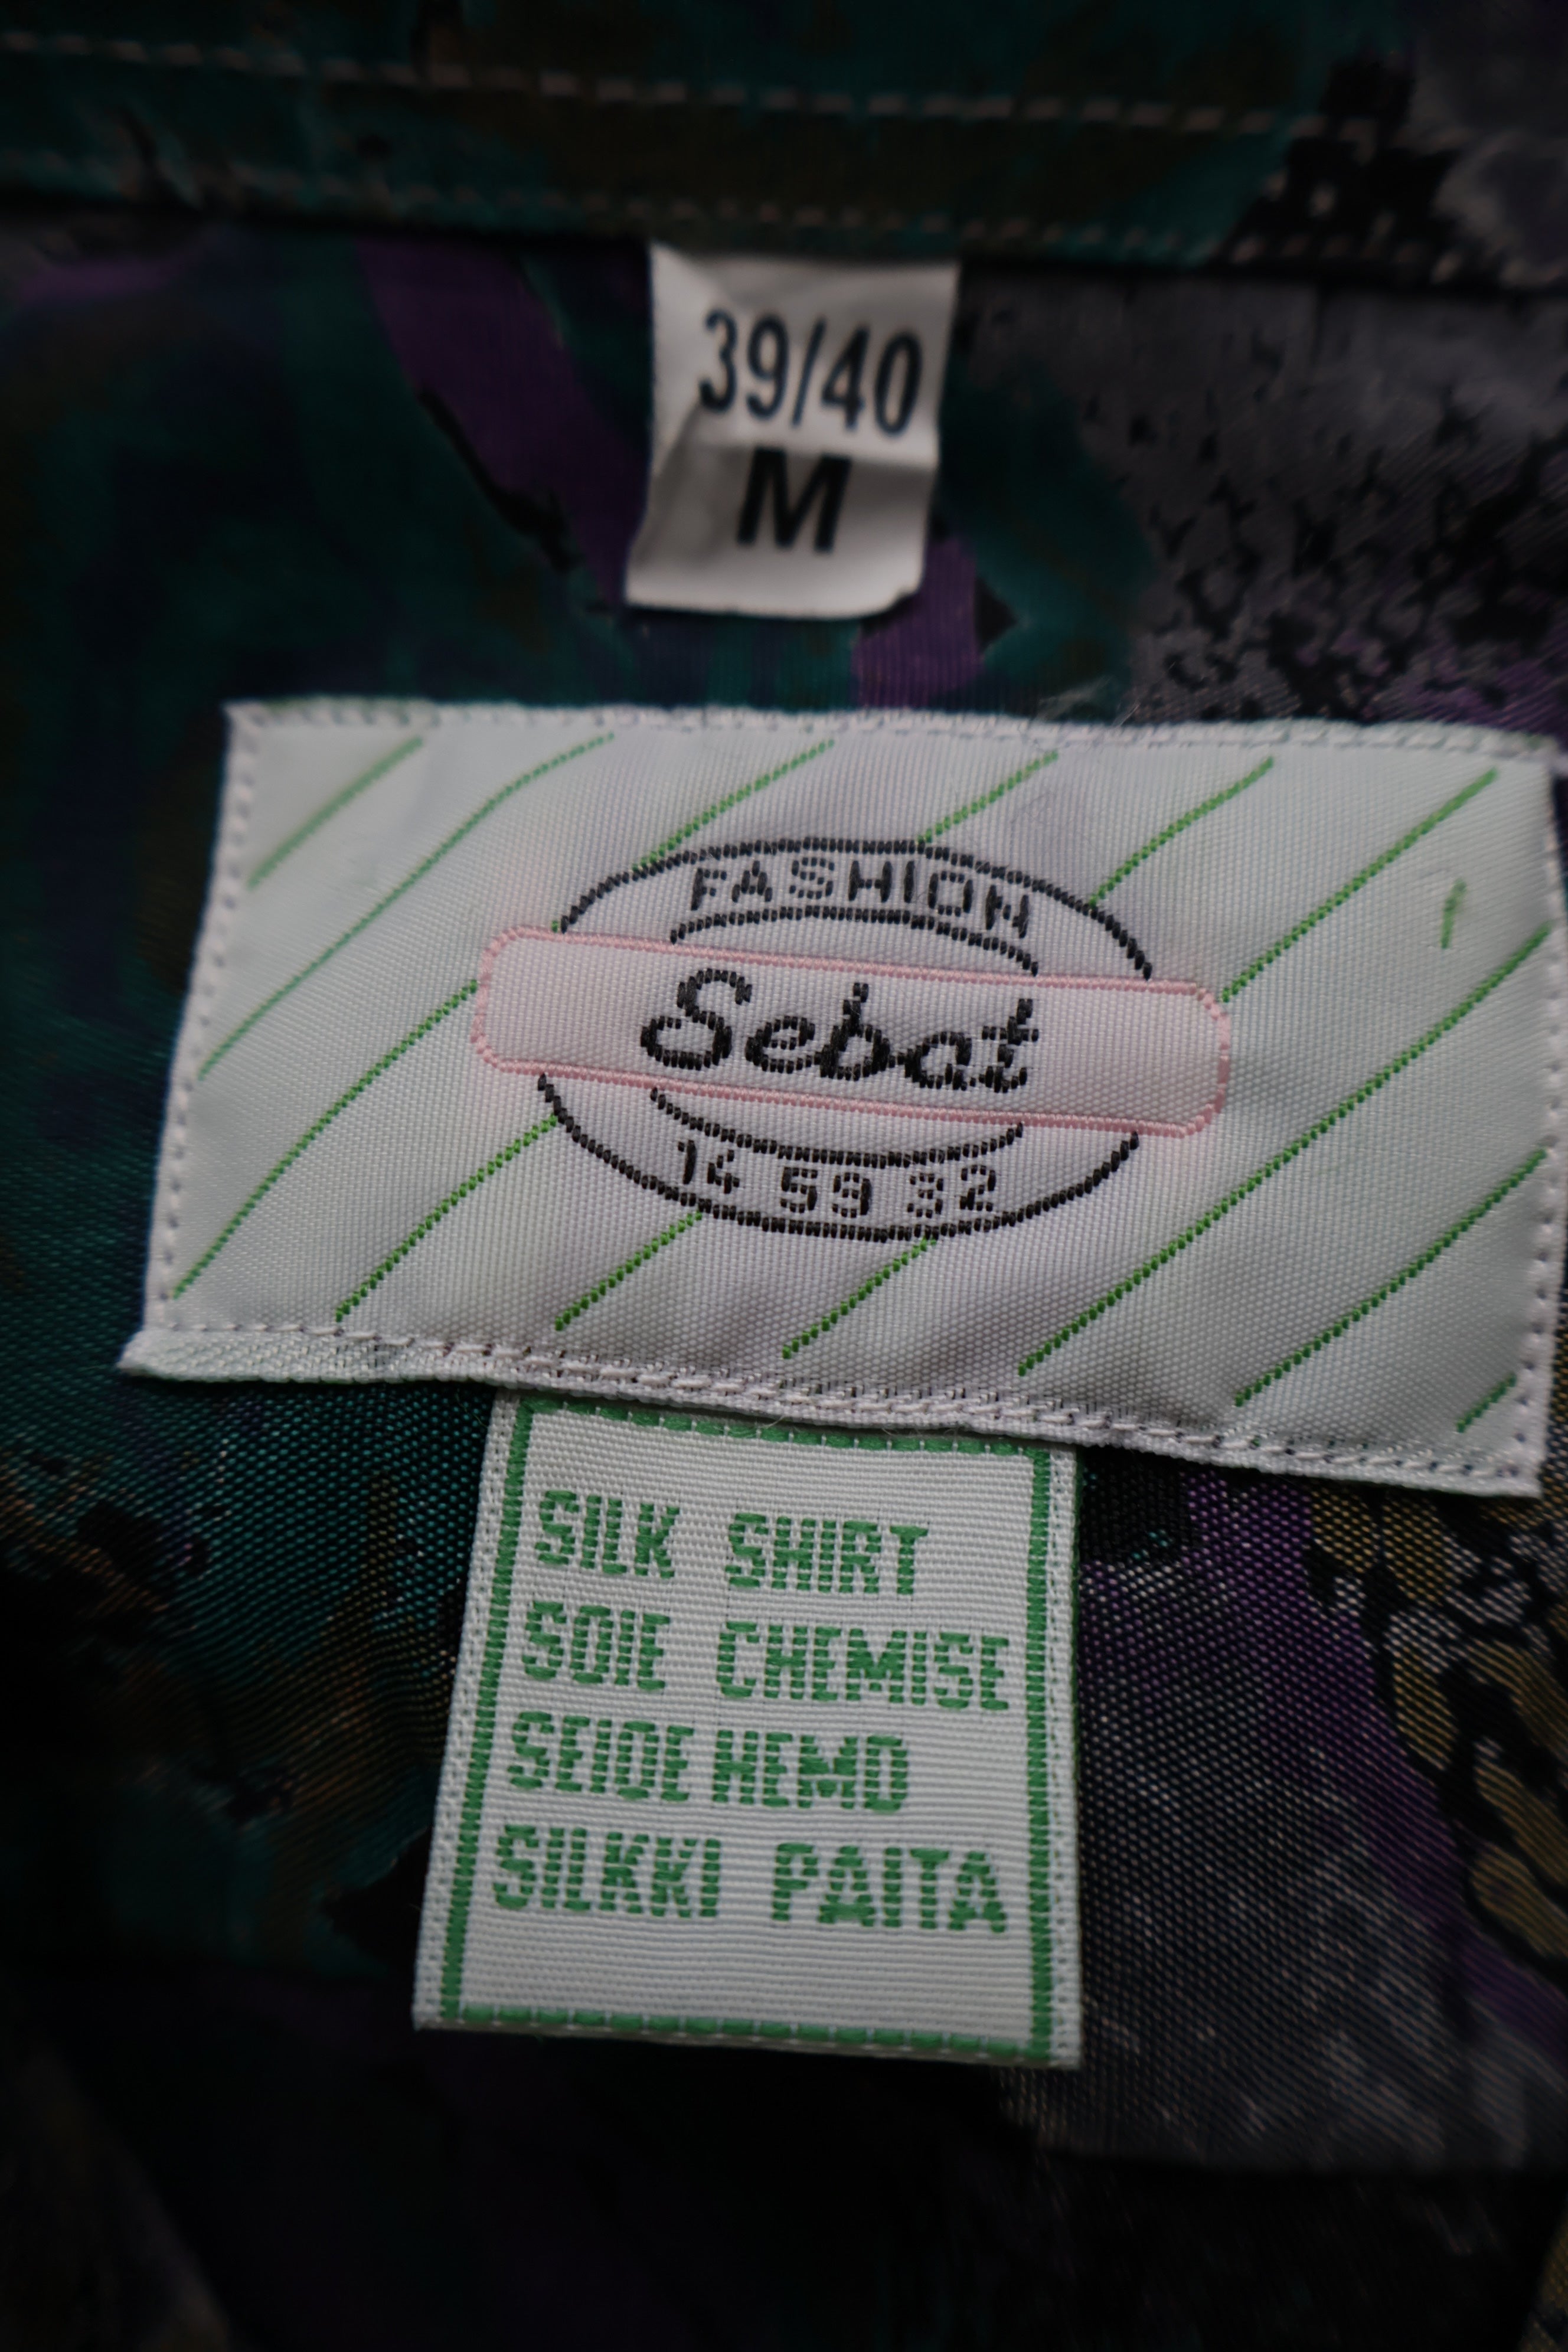 39/40
M
FASHION
Sebat
14 59 32
SILK SHIRT
SOIE CHEMISE
SEIDE HEMD
SILKKI PAITA